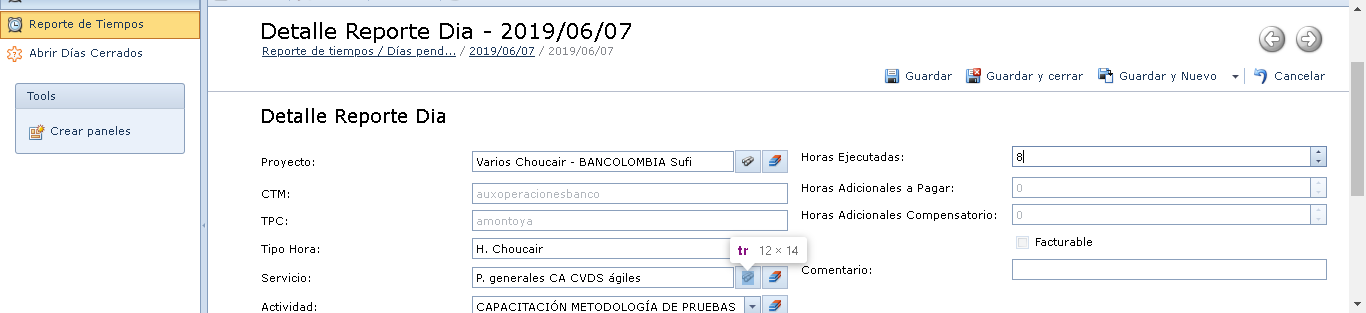 Reporte de Tiempos
Abrir Días Cerrados
Tools
Crear paneles
Detalle Reporte Dia - 2019/06/07
Reporte de tiempos / Días pend... / 2019/06/07 / 2019/06/07
Guardar Guardar y cerrar Guardar y Nuevo Cancelar
Detalle Reporte Dia
Proyecto: Varios Choucair - BANCOLOMBIA Sufi
CTM: auxoperacionesbanco
TPC: amontoya
Tipo Hora: H. Choucair
tr 12 × 14
Servicio: P. generales CA CVDS ágiles
Actividad: CAPACITACIÓN METODOLOGÍA DE PRUEBAS
Horas Ejecutadas: 8
Horas Adicionales a Pagar: 0
Horas Adicionales Compensatorio: 0
Facturable
Comentario: